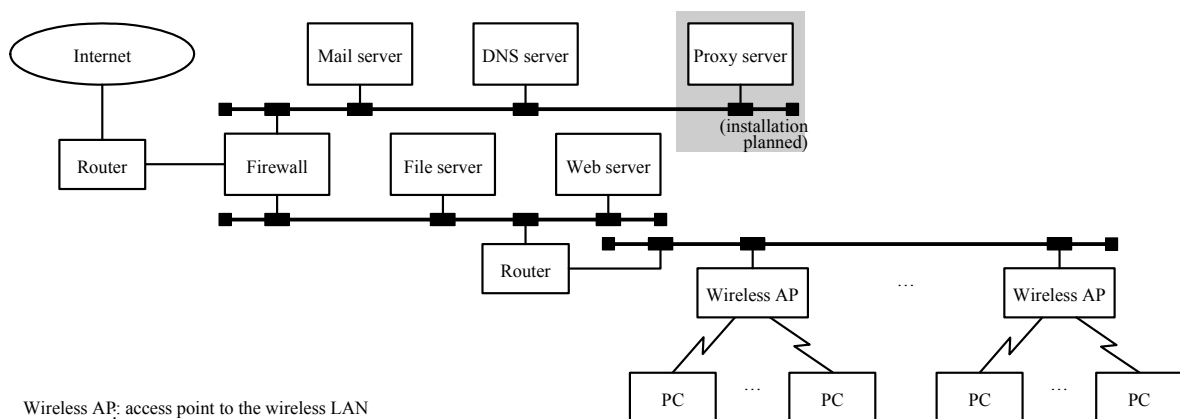 Internet
Mail server
DNS server
Proxy server
(installation
planned)
Router
Firewall
File server
Web server
Router
Wireless AP
...
Wireless AP
PC
...
PC
PC
...
PC
Wireless AP: access point to the wireless LAN